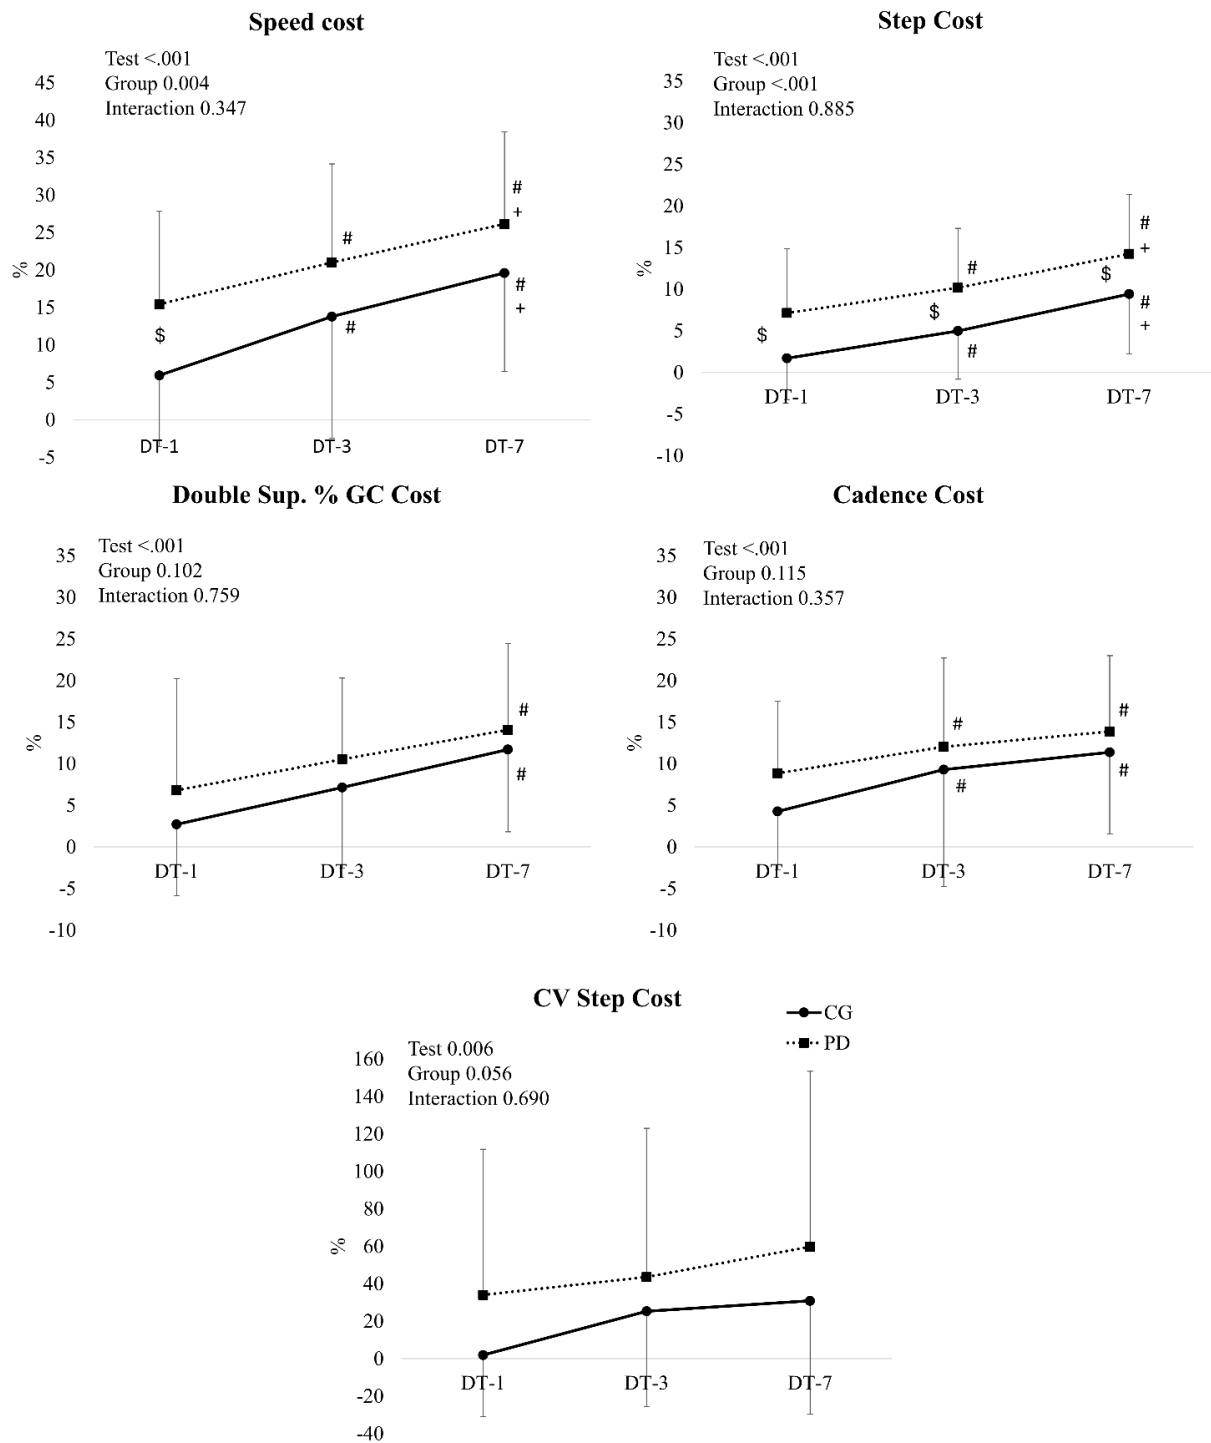 Speed cost
Test <.001
Group 0.004
Interaction 0.347
45
40
35
30
25
20
15
10
5
0
-5
%
$
#
#
#
+
#
+
DT-1
DT-3
DT-7
Step Cost
Test <.001
Group <.001
Interaction 0.885
35
30
25
20
15
10
5
0
-5
-10
%
$
#
$
#
#
+
$
#
+
DT-1
DT-3
DT-7
Double Sup. % GC Cost
Test <.001
Group 0.102
Interaction 0.759
35
30
25
20
15
10
5
0
-5
-10
%
#
#
DT-1
DT-3
DT-7
Cadence Cost
Test <.001
Group 0.115
Interaction 0.357
35
30
25
20
15
10
5
0
-5
-10
%
#
#
#
#
DT-1
DT-3
DT-7
CV Step Cost
CG
PD
Test 0.006
Group 0.056
Interaction 0.690
160
140
120
100
80
60
40
20
0
-20
-40
%
DT-1
DT-3
DT-7